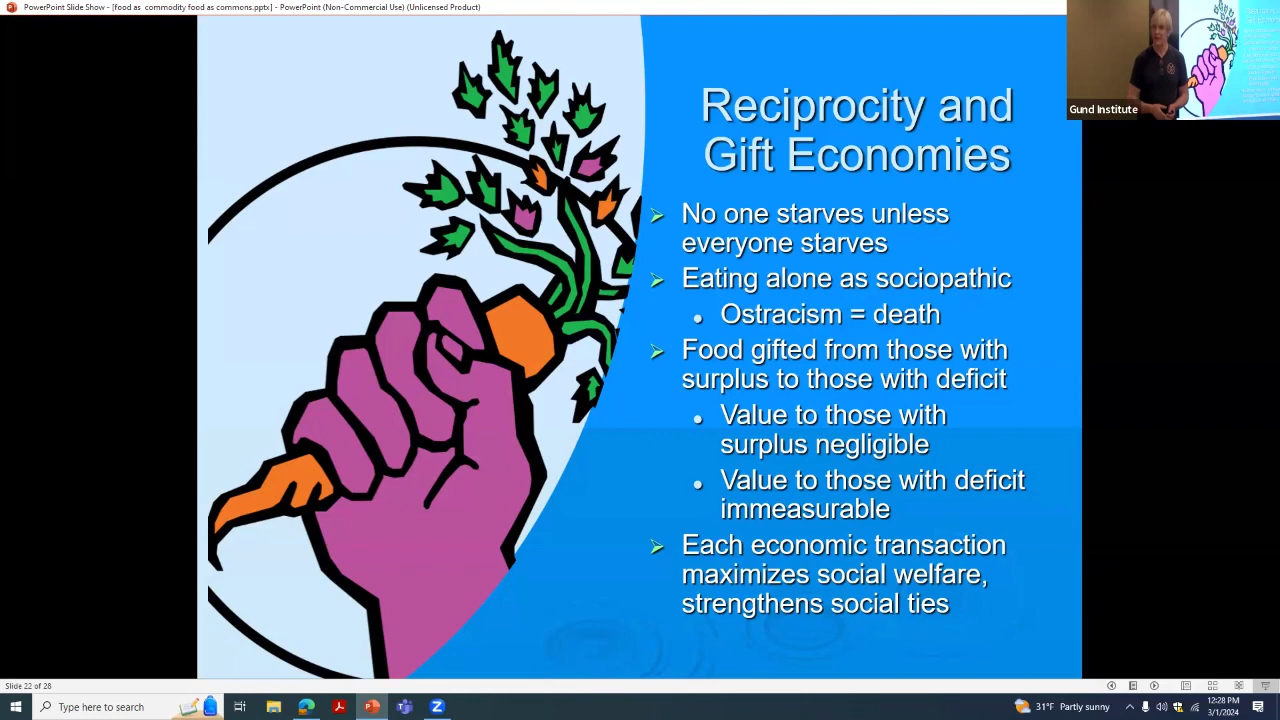 PowerPoint Slide Show - [food as  commodity food as commons.pptx] - PowerPoint (Non-Commercial Use) (Unlicensed Product)
Gund Institute
Reciprocity and
Gift Economies
No one starves unless
everyone starves
Eating alone as sociopathic
Ostracism = death
Food gifted from those with
surplus to those with deficit
Value to those with
surplus negligible
Value to those with deficit
immeasurable
Each economic transaction
maximizes social welfare,
strengthens social ties
Slide 22 of 28
Type here to search
31°F Partly sunny
12:28 PM
3/1/2024